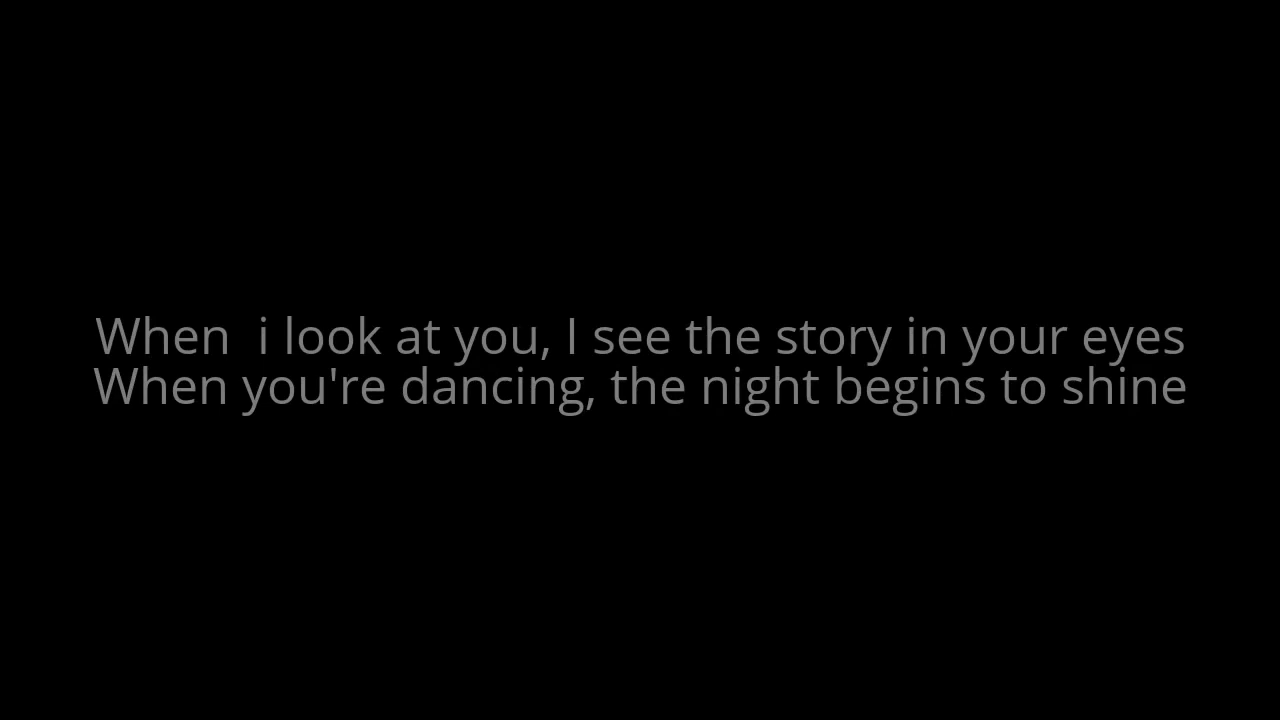 When  i look at you, I see the story in your eyes
When you're dancing, the night begins to shine